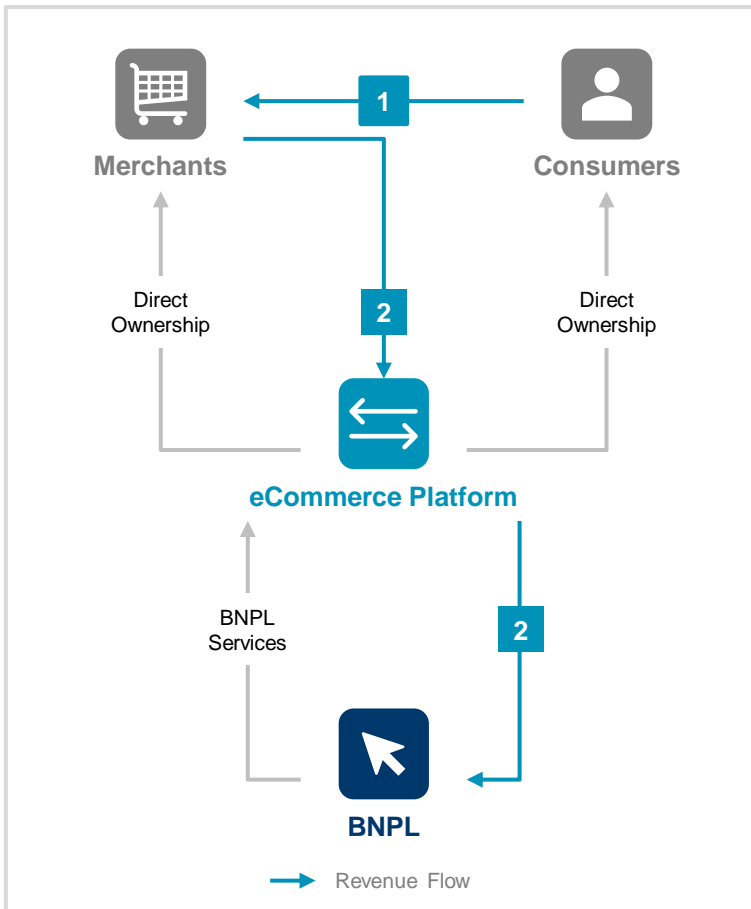 1
Merchants
Consumers
Direct
Ownership
2
Direct
Ownership
eCommerce Platform
BNPL
Services
2
BNPL
Revenue Flow